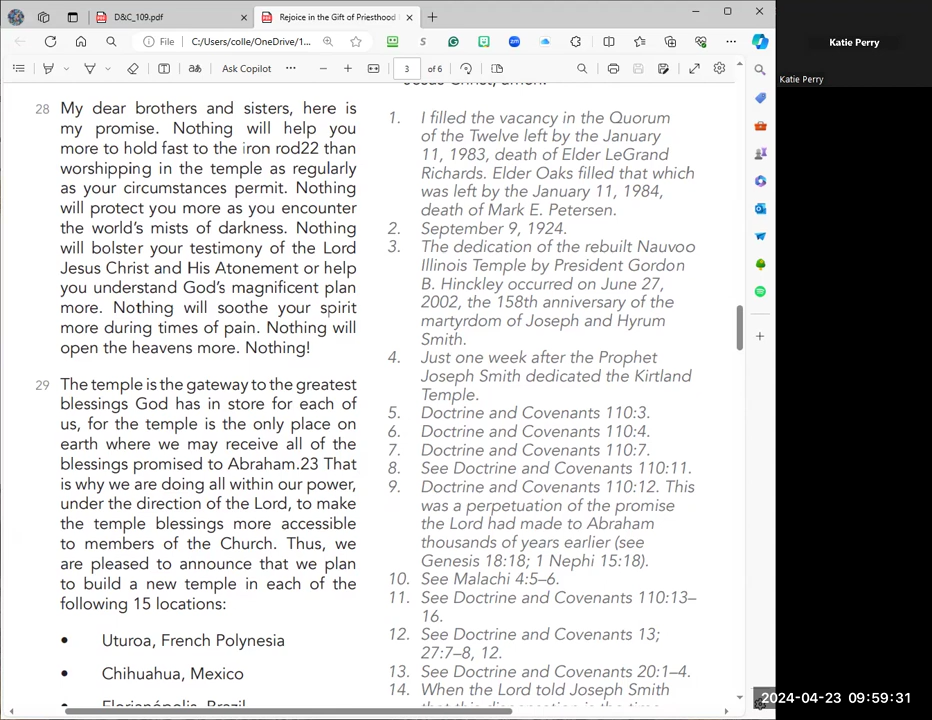 D&C_109.pdf
Rejoice in the Gift of Priesthood
File
C:/Users/colle/OneDrive/1...
Ask Copilot
3
of 6
28
My dear brothers and sisters, here is
my promise. Nothing will help you
more to hold fast to the iron rod22 than
worshipping in the temple as regularly
as your circumstances permit. Nothing
will protect you more as you encounter
the world's mists of darkness. Nothing
will bolster your testimony of the Lord
Jesus Christ and His Atonement or help
you understand God's magnificent plan
more. Nothing will soothe your spirit
more during times of pain. Nothing will
open the heavens more. Nothing!
29
The temple is the gateway to the greatest
blessings God has in store for each of
us, for the temple is the only place on
earth where we may receive all of the
blessings promised to Abraham.23 That
is why we are doing all within our power,
under the direction of the Lord, to make
the temple blessings more accessible
to members of the Church. Thus, we
are pleased to announce that we plan
to build a new temple in each of the
following 15 locations:
• Uturoa, French Polynesia
• Chihuahua, Mexico
• Florianópolis, Brazil
Jesus Christ, amen.
1. I filled the vacancy in the Quorum
of the Twelve left by the January
11, 1983, death of Elder LeGrand
Richards. Elder Oaks filled that which
was left by the January 11, 1984,
death of Mark E. Petersen.
2. September 9, 1924.
3. The dedication of the rebuilt Nauvoo
Illinois Temple by President Gordon
B. Hinckley occurred on June 27,
2002, the 158th anniversary of the
martyrdom of Joseph and Hyrum
Smith.
4. Just one week after the Prophet
Joseph Smith dedicated the Kirtland
Temple.
5. Doctrine and Covenants 110:3.
6. Doctrine and Covenants 110:4.
7. Doctrine and Covenants 110:7.
8. See Doctrine and Covenants 110:11.
9. Doctrine and Covenants 110:12. This
was a perpetuation of the promise
the Lord had made to Abraham
thousands of years earlier (see
Genesis 18:18; 1 Nephi 15:18).
10. See Malachi 4:5–6.
11. See Doctrine and Covenants 110:13–
16.
12. See Doctrine and Covenants 13;
27:7–8, 12.
13. See Doctrine and Covenants 20:1–4.
14. When the Lord told Joseph Smith
that this dispensation is the time
Katie Perry
Katie Perry
2024-04-23 09:59:31